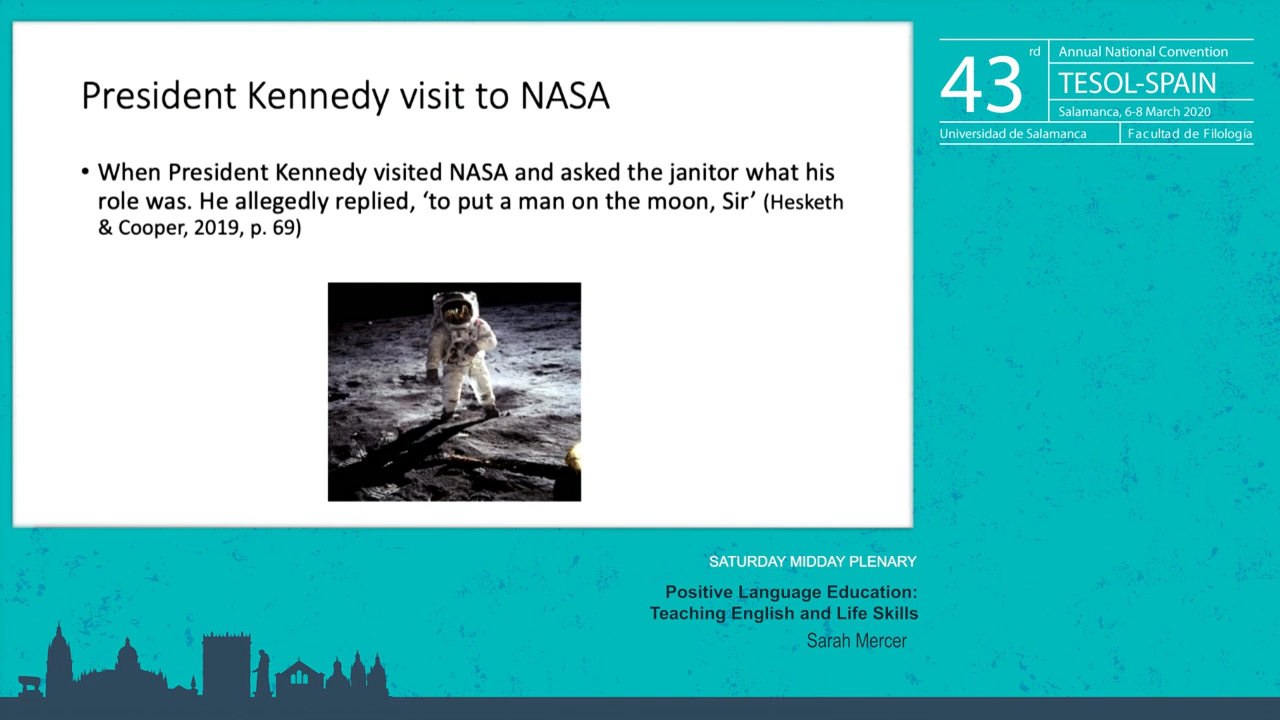 President Kennedy visit to NASA
• When President Kennedy visited NASA and asked the janitor what his
role was. He allegedly replied, ‘to put a man on the moon, Sir’ (Hesketh
& Cooper, 2019, p. 69)
43rd
Annual National Convention
TESOL-SPAIN
Salamanca, 6-8 March 2020
Universidad de Salamanca
Facultad de Filología
SATURDAY MIDDAY PLENARY
Positive Language Education:
Teaching English and Life Skills
Sarah Mercer